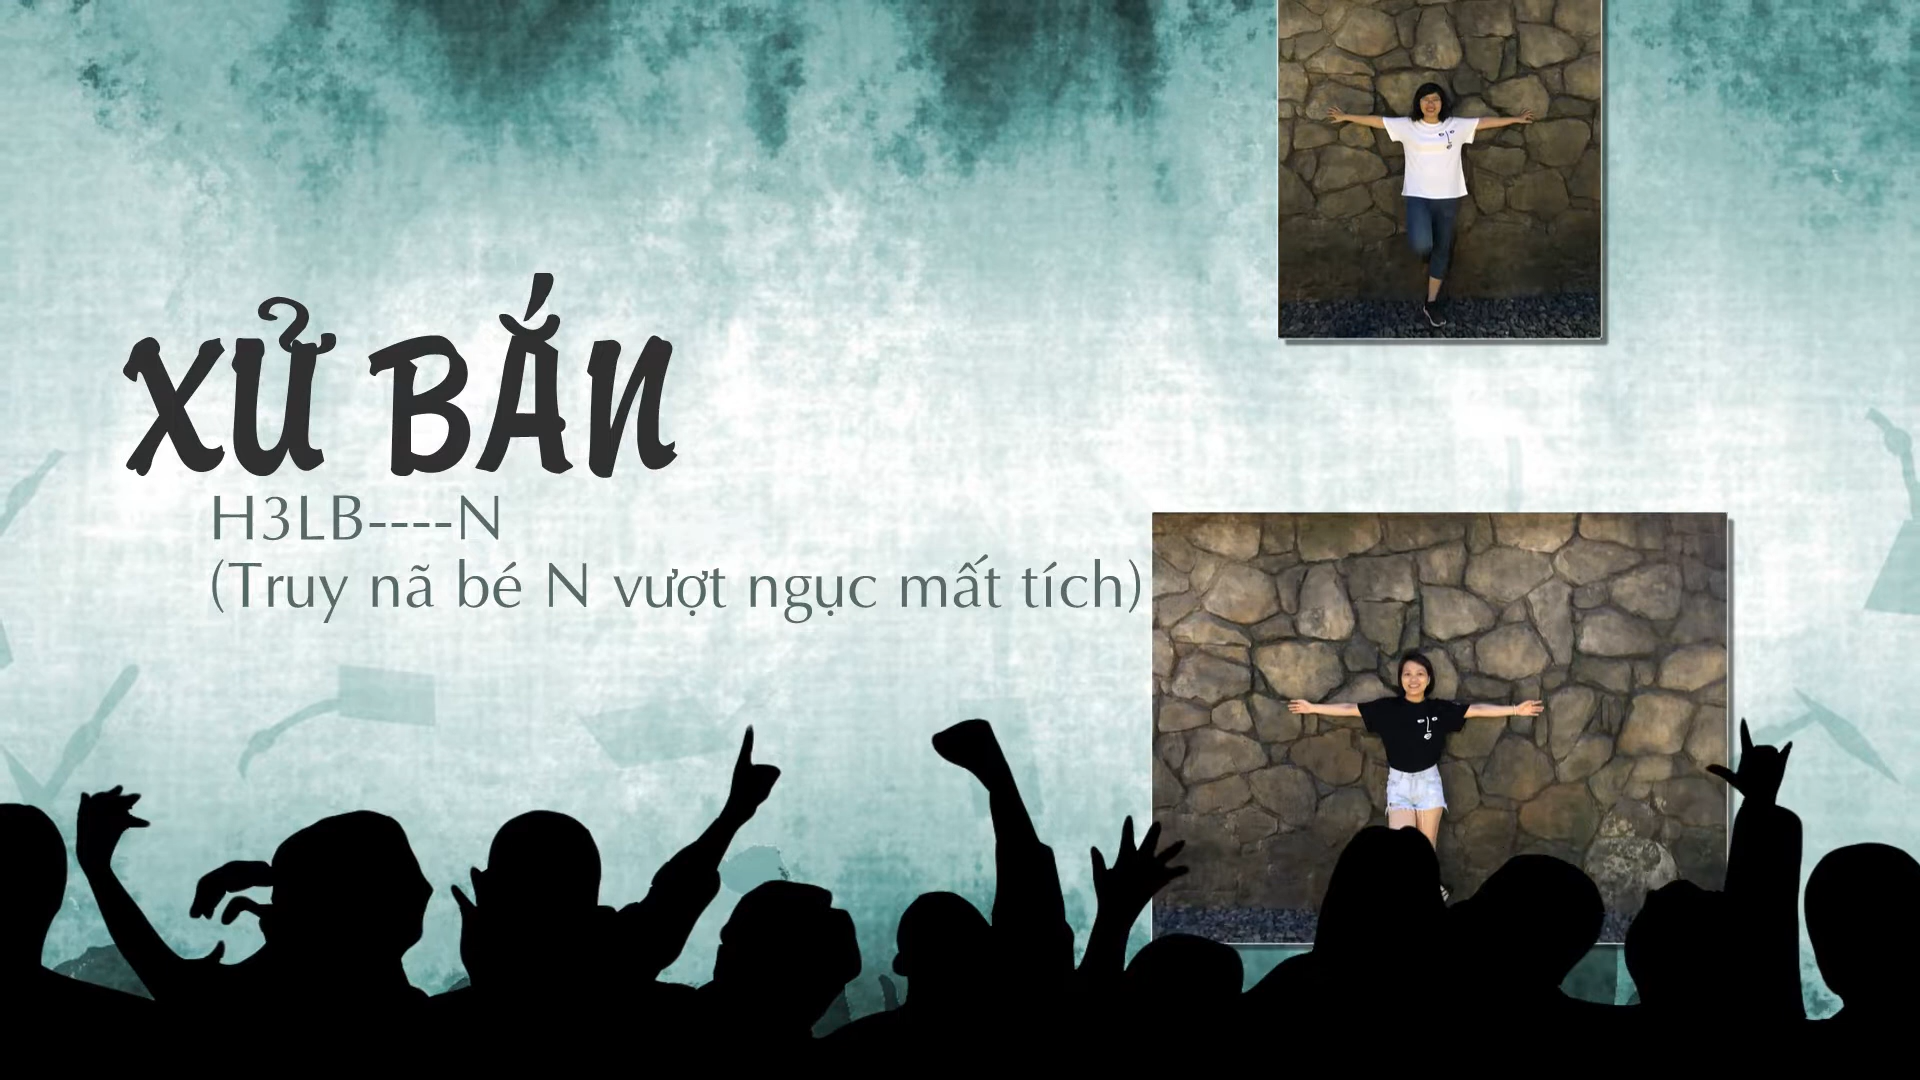 XỬ BẮN
H3LB----N
(Truy nã bé N vượt ngục mất tích)